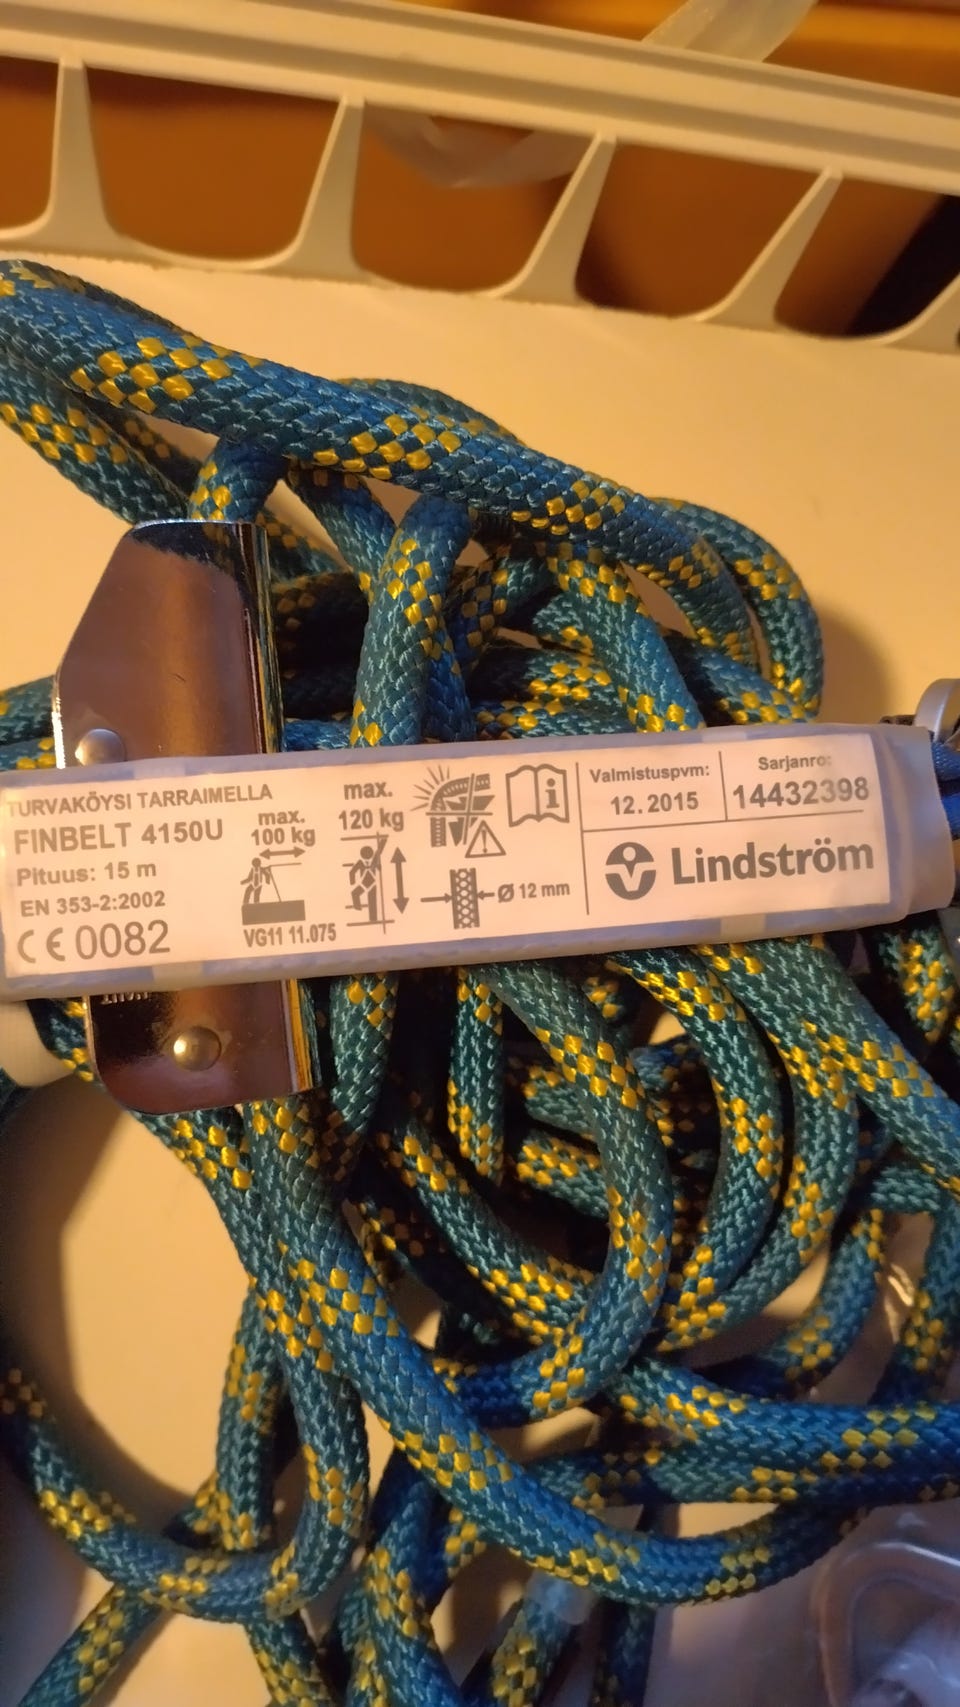 TURVAKÖYSI TARRAIMELLA
FINBELT 4150U
Pituus: 15 m
EN 353-2:2002
CE 0082
max.
100 kg
VG11 11.075
max.
120 kg
Ø 12 mm
Valmistuspvm:
12.2015
Sarjanro:
14432398
Lindström